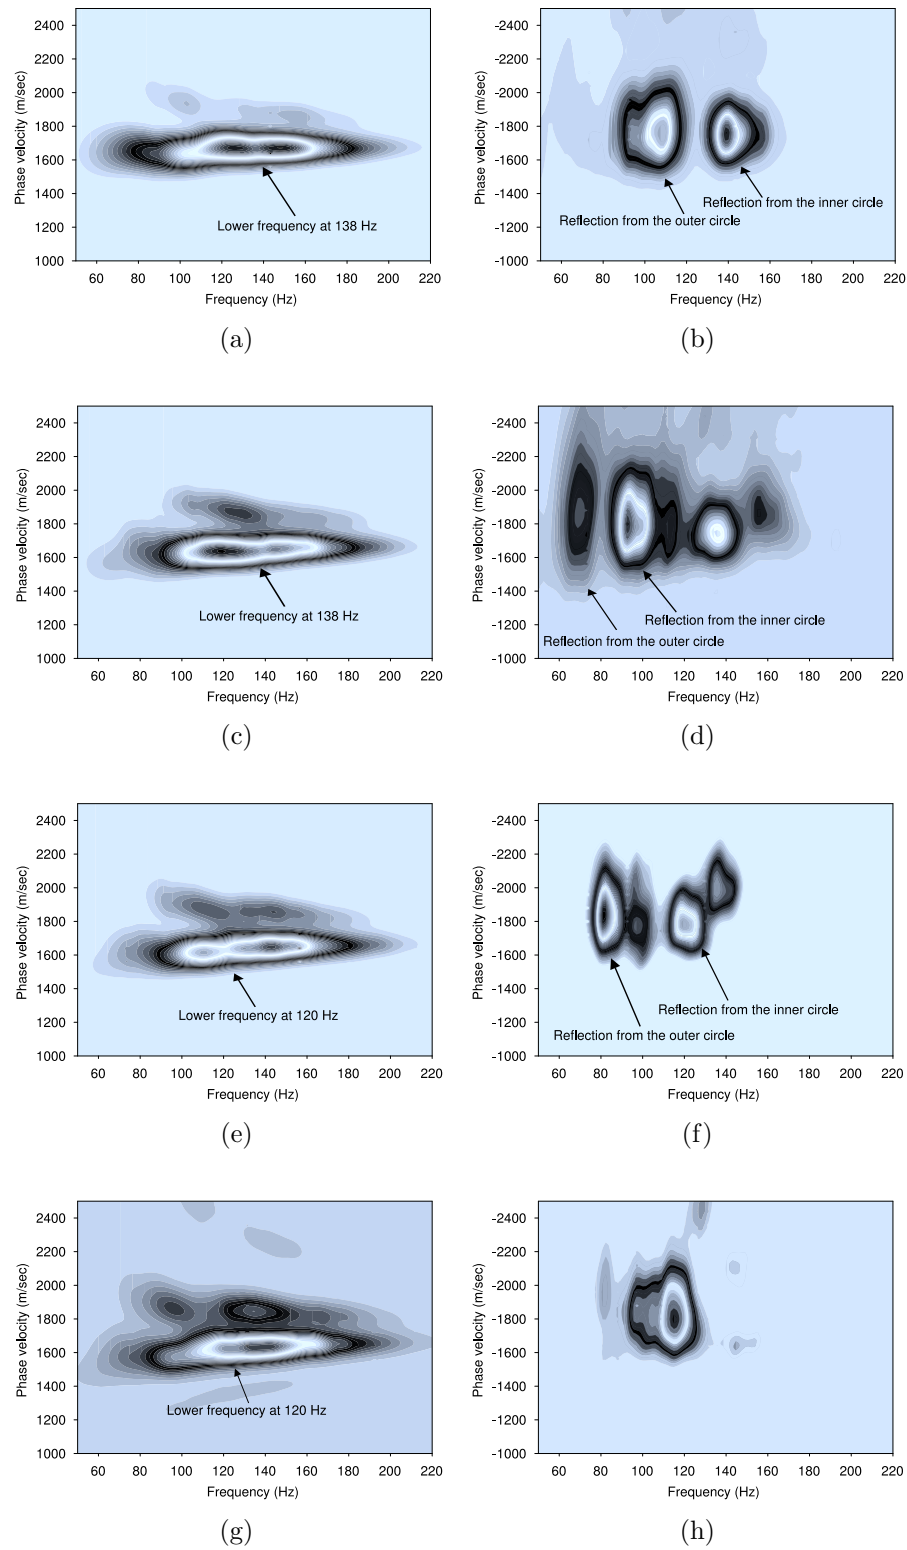 2400
2200
2000
1800
1600
1400
1200
1000
Phase velocity (m/sec)
60 80 100 120 140 160 180 200 220
Frequency (Hz)
Lower frequency at 138 Hz
(a)
-2400
-2200
-2000
-1800
-1600
-1400
-1200
-1000
Phase velocity (m/sec)
60 80 100 120 140 160 180 200 220
Frequency (Hz)
Reflection from the inner circle
Reflection from the outer circle
(b)
2400
2200
2000
1800
1600
1400
1200
1000
Phase velocity (m/sec)
60 80 100 120 140 160 180 200 220
Frequency (Hz)
Lower frequency at 138 Hz
(c)
-2400
-2200
-2000
-1800
-1600
-1400
-1200
-1000
Phase velocity (m/sec)
60 80 100 120 140 160 180 200 220
Frequency (Hz)
Reflection from the inner circle
Reflection from the outer circle
(d)
2400
2200
2000
1800
1600
1400
1200
1000
Phase velocity (m/sec)
60 80 100 120 140 160 180 200 220
Frequency (Hz)
Lower frequency at 120 Hz
(e)
-2400
-2200
-2000
-1800
-1600
-1400
-1200
-1000
Phase velocity (m/sec)
60 80 100 120 140 160 180 200 220
Frequency (Hz)
Reflection from the inner circle
Reflection from the outer circle
(f)
2400
2200
2000
1800
1600
1400
1200
1000
Phase velocity (m/sec)
60 80 100 120 140 160 180 200 220
Frequency (Hz)
Lower frequency at 120 Hz
(g)
-2400
-2200
-2000
-1800
-1600
-1400
-1200
-1000
Phase velocity (m/sec)
60 80 100 120 140 160 180 200 220
Frequency (Hz)
(h)